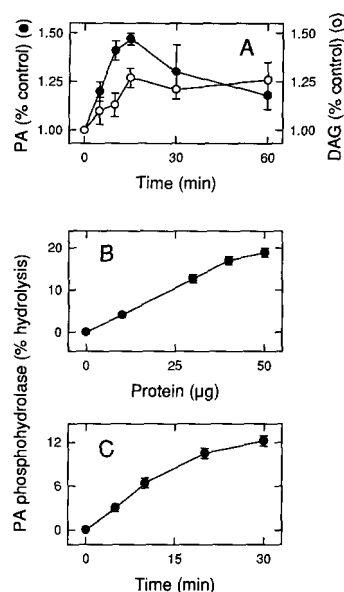 PA (% control) (●)
1.50
1.25
1.00
A
1.50
1.25
1.00
DAG (% control) (o)
0 30 60
Time (min)
PA phosphohydrolase (% hydrolysis)
20
10
0
B
0 25 50
Protein (µg)
12
6
0
C
0 15 30
Time (min)